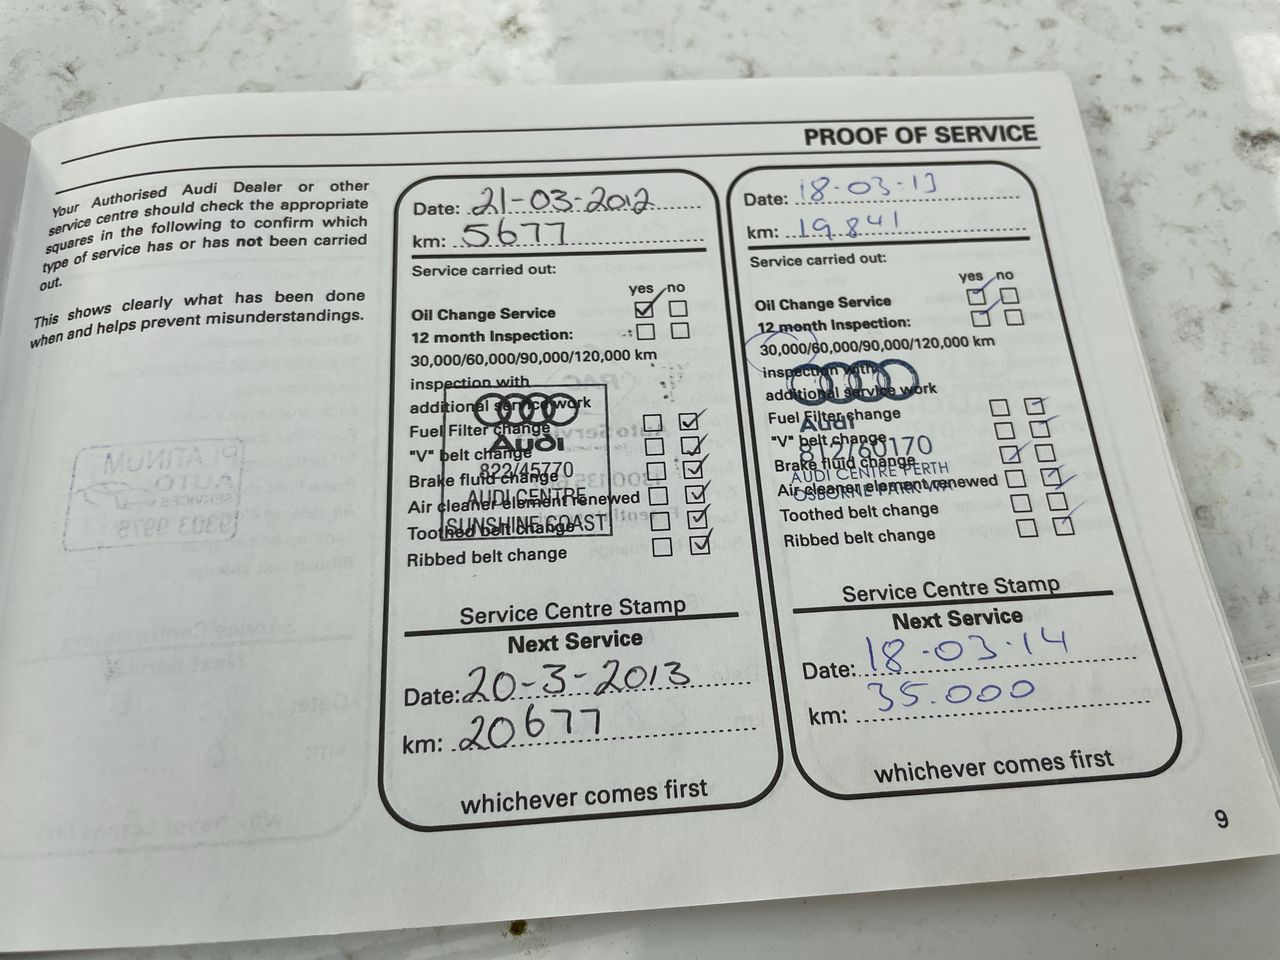 PROOF OF SERVICE
Your Authorised Audi Dealer or other
service centre should check the appropriate
squares in the following to confirm which
type of service has or has not been carried
out.
This shows clearly what has been done
when and helps prevent misunderstandings.
Date: 21-03-2012
km: 5677
Service carried out:
yes no
Oil Change Service
12 month Inspection:
30,000/60,000/90,000/120,000 km
inspection with
additional service work
Fuel Filter change
Audi
"V" belt change
822/45770
Brake fluid change
AUDI CENTRE
Air cleaner element renewed
SUNSHINE COAST
Toothed belt change
Ribbed belt change
Service Centre Stamp
Next Service
Date: 20-3-2013
km: 20677
whichever comes first
Date: 18-03-13
km: 19.841
Service carried out:
yes no
Oil Change Service
12 month Inspection:
30,000/60,000/90,000/120,000 km
inspection with
additional service work
Fuel Filter change
Audi
"V" belt change
812/60170
Brake fluid change
AUDI CENTRE PERTH
Air cleaner element renewed
OSBORNE PARK WA
Toothed belt change
Ribbed belt change
Service Centre Stamp
Next Service
Date: 18-03-14
km: 35.000
whichever comes first
9